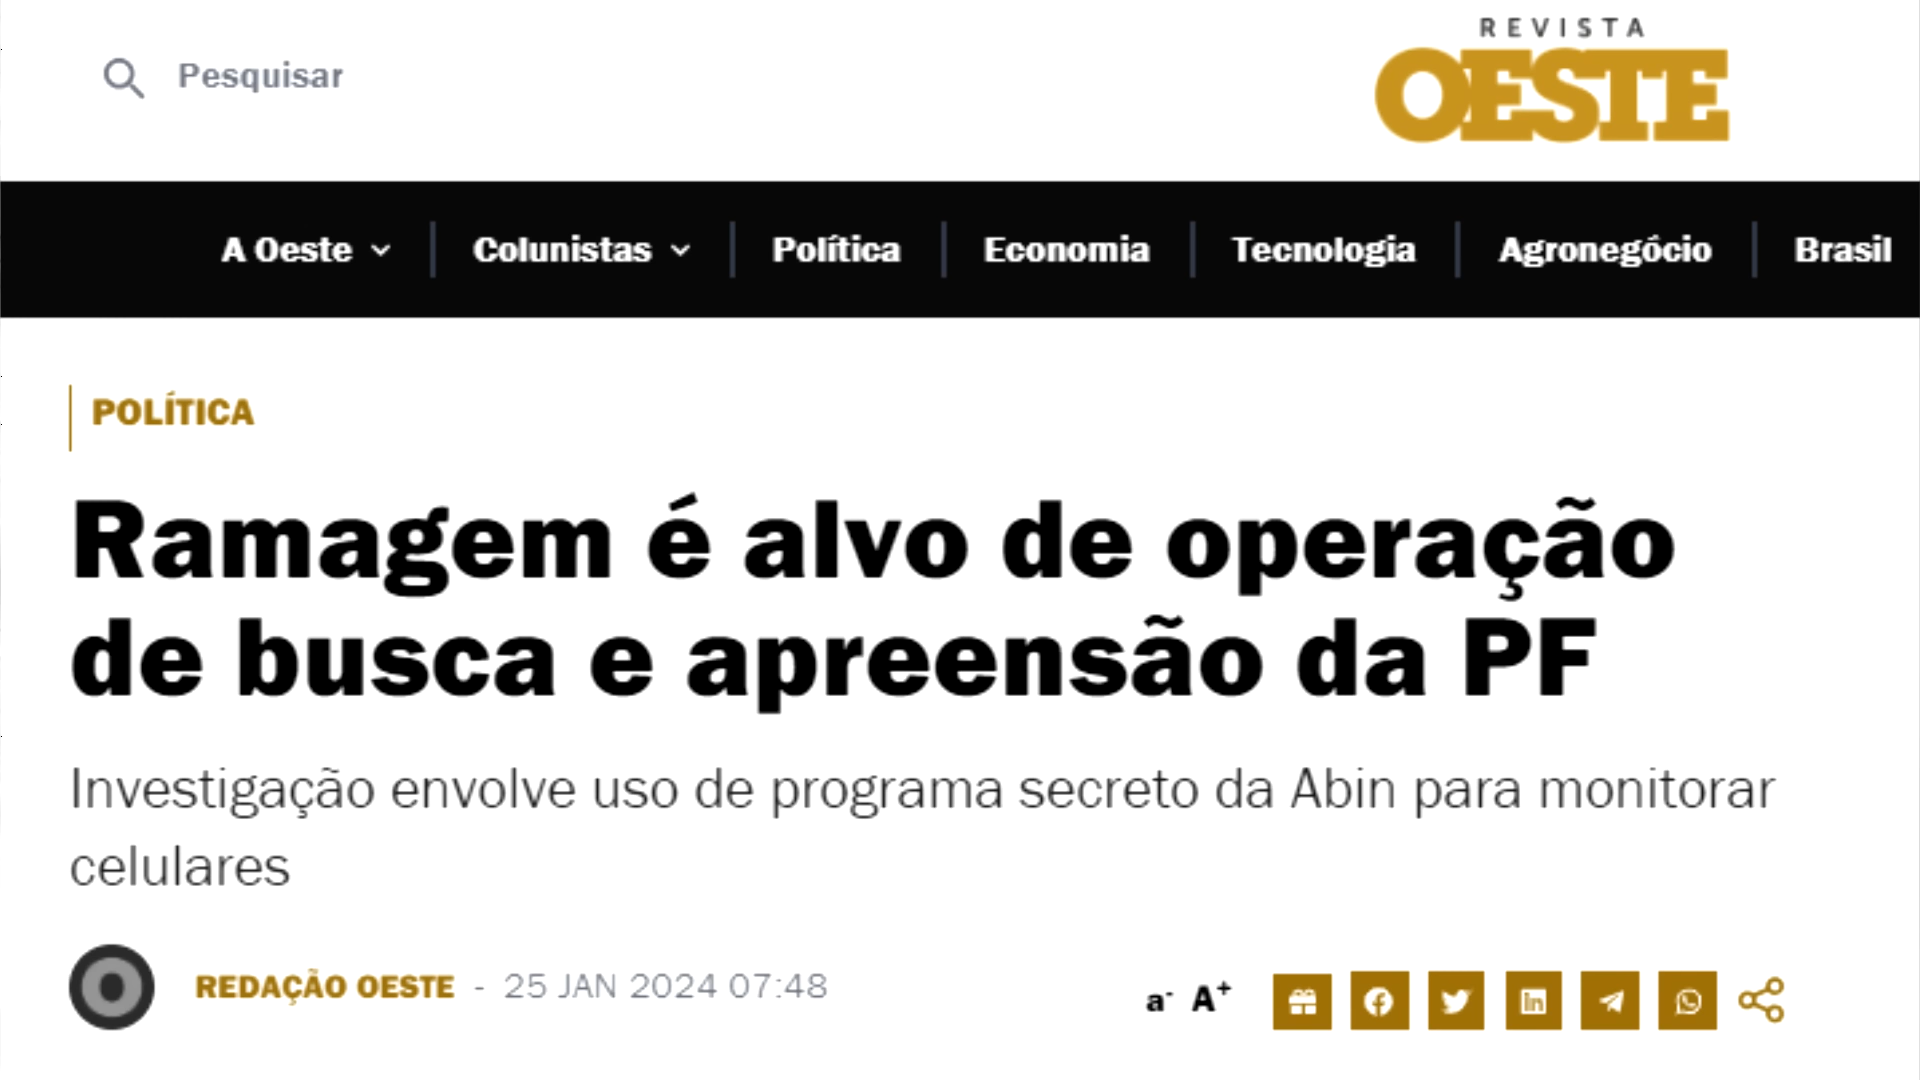 Pesquisar
REVISTA
OESTE
A Oeste
Colunistas
Política
Economia
Tecnologia
Agronegócio
Brasil
POLÍTICA
Ramagem é alvo de operação
de busca e apreensão da PF
Investigação envolve uso de programa secreto da Abin para monitorar
celulares
O
REDAÇÃO OESTE - 25 JAN 2024 07:48
a- A+